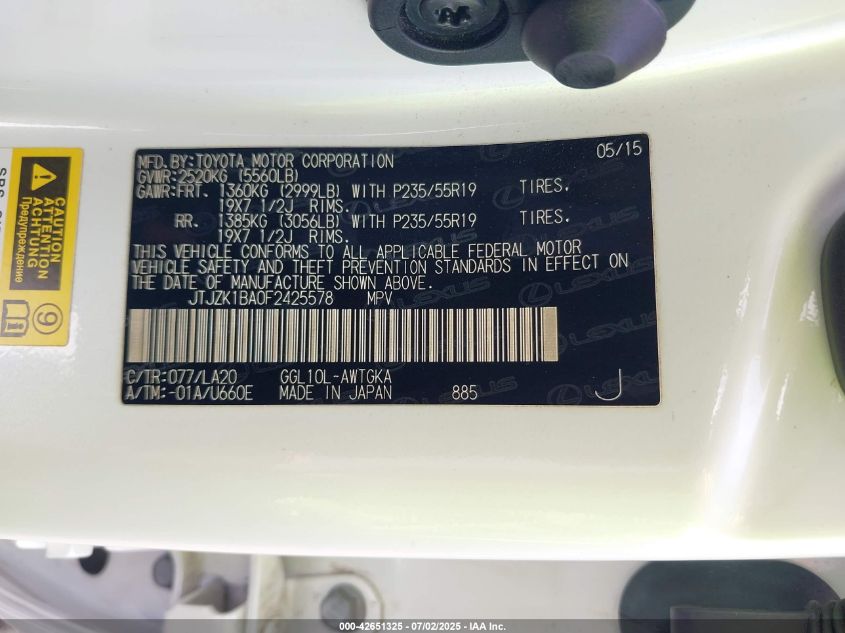 MFD.BY:TOYOTA MOTOR CORPORATION 05/15
GVWR:2520KG (5560LB)
GAWR:FRT. 1360KG (2999LB) WITH P235/55R19 TIRES.
19X7 1/2J RIMS.
RR. 1385KG (3056LB) WITH P235/55R19 TIRES.
19X7 1/2J RIMS.
THIS VEHICLE CONFORMS TO ALL APPLICABLE FEDERAL MOTOR
VEHICLE SAFETY AND THEFT PREVENTION STANDARDS IN EFFECT ON
THE DATE OF MANUFACTURE SHOWN ABOVE.
JTJZK1BA0F2425578 MPV
C/TR:077/LA20 GGL10L-AWTGKA
A/TM:-01A/U660E MADE IN JAPAN 885 J
LEXUS
CAUTION
ATTENTION
Предупреждение
9
000-42651325 - 07/02/2025 - IAA Inc.